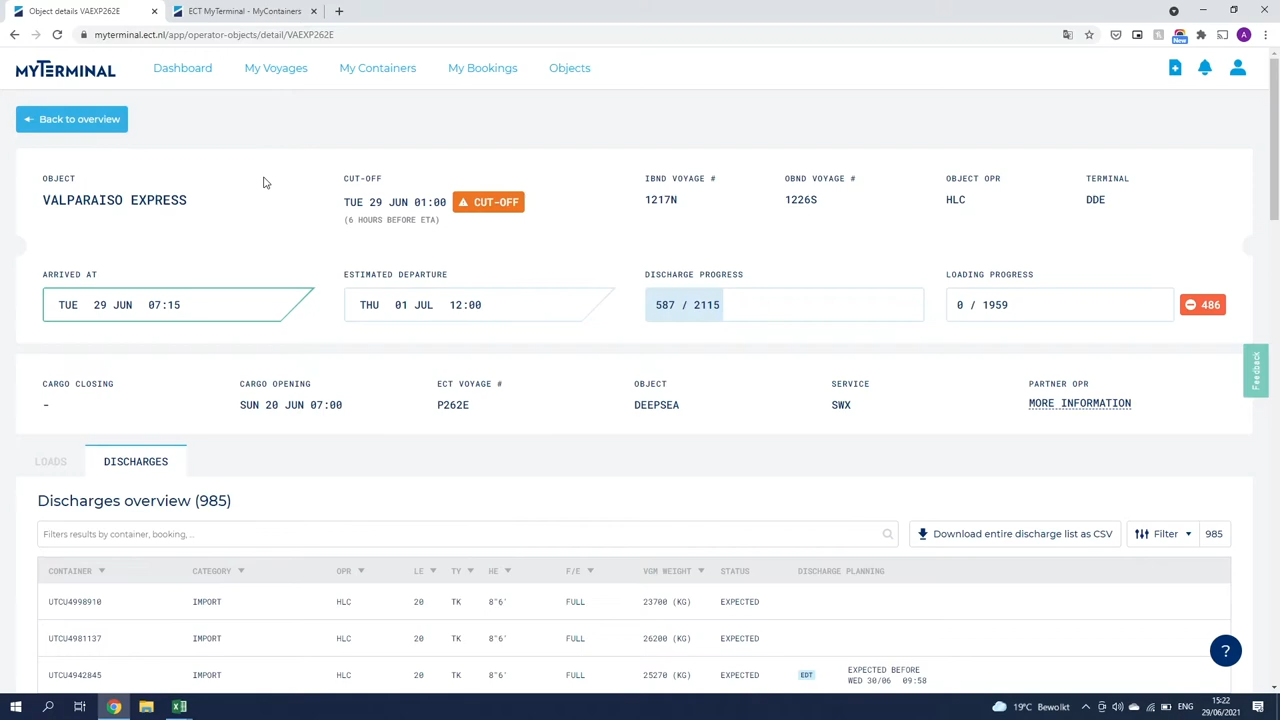 Object details VAEXP262E
ECT MyTerminal - MyContainers
myterminal.ect.nl/app/operator-objects/detail/VAEXP262E
New
A
MYTERMINAL
Dashboard
My Voyages
My Containers
My Bookings
Objects
Back to overview
OBJECT
VALPARAISO EXPRESS
CUT-OFF
TUE 29 JUN 01:00
CUT-OFF
(6 HOURS BEFORE ETA)
IBND VOYAGE #
1217N
OBND VOYAGE #
1226S
OBJECT OPR
HLC
TERMINAL
DDE
ARRIVED AT
TUE 29 JUN 07:15
ESTIMATED DEPARTURE
THU 01 JUL 12:00
DISCHARGE PROGRESS
587 / 2115
LOADING PROGRESS
0 / 1959
486
Feedback
CARGO CLOSING
-
CARGO OPENING
SUN 20 JUN 07:00
ECT VOYAGE #
P262E
OBJECT
DEEPSEA
SERVICE
SWX
PARTNER OPR
MORE INFORMATION
LOADS
DISCHARGES
Discharges overview (985)
Filters results by container, booking, ...
Download entire discharge list as CSV
Filter
985
CONTAINER CATEGORY OPR LE TY HE F/E VGM WEIGHT STATUS DISCHARGE PLANNING
UTCU4998910 IMPORT HLC 20 TK 8"6' FULL 23700 (KG) EXPECTED
UTCU4981137 IMPORT HLC 20 TK 8"6' FULL 26200 (KG) EXPECTED
UTCU4942845 IMPORT HLC 20 TK 8"6' FULL 25270 (KG) EXPECTED EDT EXPECTED BEFORE
WED 30/06 09:58
?
19°C Bewolkt
ENG
15:22
29/06/2021